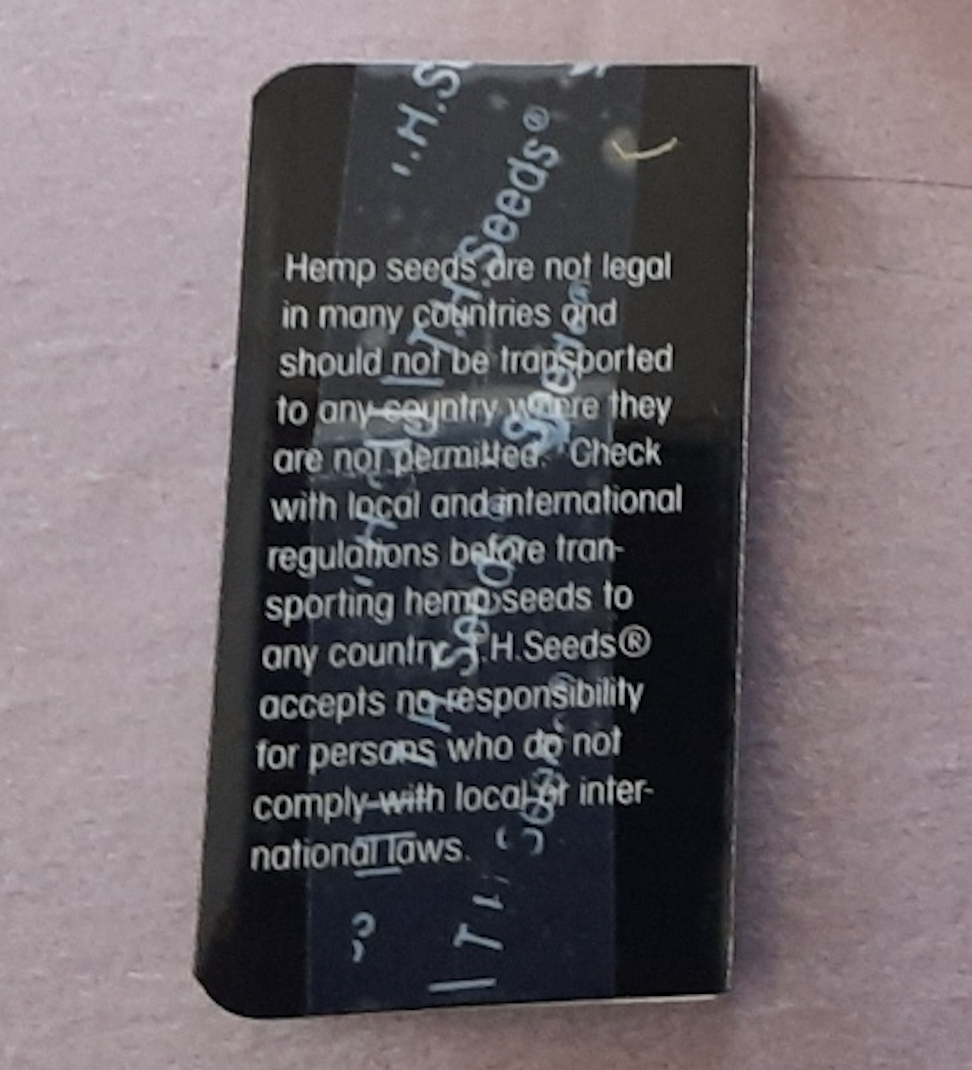 T.H.Seeds®
Hemp seeds are not legal
in many countries and
should not be transported
to any country where they
are not permitted. Check
with local and international
regulations before tran-
sporting hemp seeds to
any country. T.H.Seeds®
accepts no responsibility
for persons who do not
comply with local or inter-
national laws.